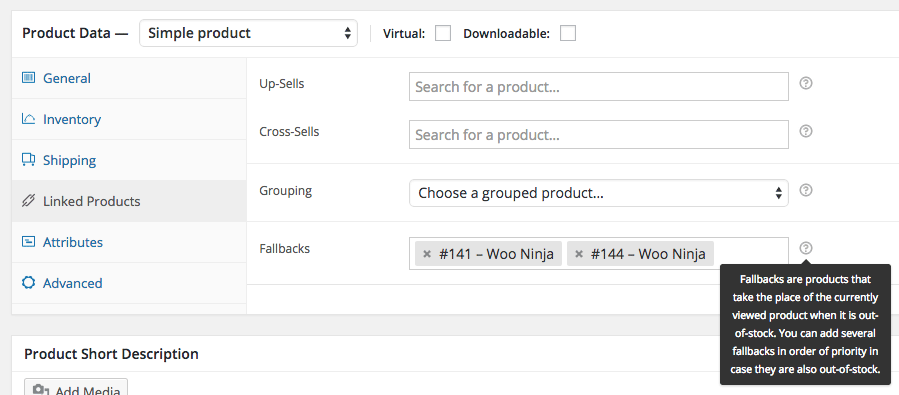 Product Data — Simple product Virtual: Downloadable:
General
Inventory
Shipping
Linked Products
Attributes
Advanced
Up-Sells Search for a product...
Cross-Sells Search for a product...
Grouping Choose a grouped product...
Fallbacks × #141 – Woo Ninja × #144 – Woo Ninja
Fallbacks are products that
take the place of the currently
viewed product when it is out-
of-stock. You can add several
fallbacks in order of priority in
case they are also out-of-stock.
Product Short Description
Add Media